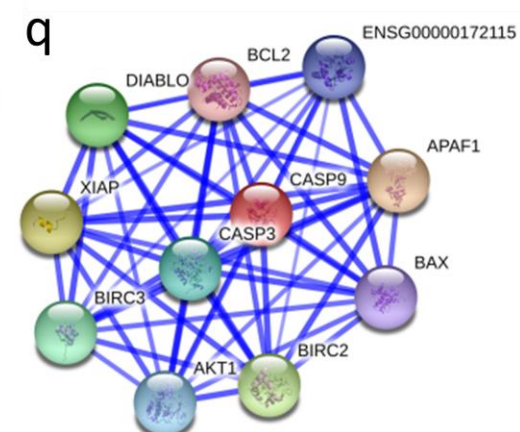 q
ENSG00000172115
BCL2
DIABLO
APAF1
CASP9
XIAP
CASP3
BAX
BIRC3
BIRC2
AKT1